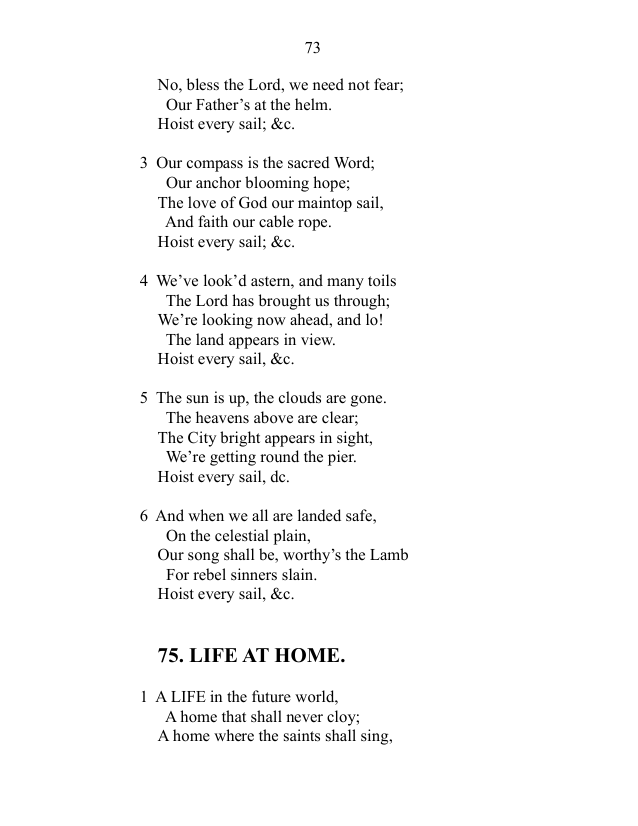 73
No, bless the Lord, we need not fear;
Our Father’s at the helm.
Hoist every sail; &c.
3 Our compass is the sacred Word;
Our anchor blooming hope;
The love of God our maintop sail,
And faith our cable rope.
Hoist every sail; &c.
4 We’ve look’d astern, and many toils
The Lord has brought us through;
We’re looking now ahead, and lo!
The land appears in view.
Hoist every sail, &c.
5 The sun is up, the clouds are gone.
The heavens above are clear;
The City bright appears in sight,
We’re getting round the pier.
Hoist every sail, dc.
6 And when we all are landed safe,
On the celestial plain,
Our song shall be, worthy’s the Lamb
For rebel sinners slain.
Hoist every sail, &c.
75. LIFE AT HOME.
1 A LIFE in the future world,
A home that shall never cloy;
A home where the saints shall sing,